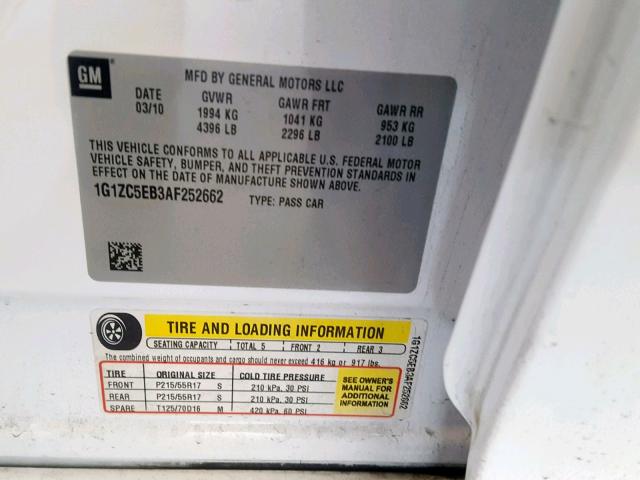 GM
MFD BY GENERAL MOTORS LLC
DATE GVWR GAWR FRT GAWR RR
03/10 1994 KG 1041 KG 953 KG
4396 LB 2296 LB 2100 LB
THIS VEHICLE CONFORMS TO ALL APPLICABLE U.S. FEDERAL MOTOR
VEHICLE SAFETY, BUMPER, AND THEFT PREVENTION STANDARDS
IN EFFECT ON THE DATE OF MANUFACTURE SHOWN ABOVE.
1G1ZC5EB3AF252662 TYPE: PASS CAR
TIRE AND LOADING INFORMATION
SEATING CAPACITY TOTAL 5 FRONT 2 REAR 3
The combined weight of occupants and cargo should never exceed 416 kg or 917 lbs.
TIRE ORIGINAL SIZE COLD TIRE PRESSURE
FRONT P215/55R17 S 210 kPa, 30 PSI
REAR P215/55R17 S 210 kPa, 30 PSI
SPARE T125/70D16 M 420 kPa, 60 PSI
SEE OWNER'S
MANUAL FOR
ADDITIONAL
INFORMATION
1G1ZC5EB3AF252662